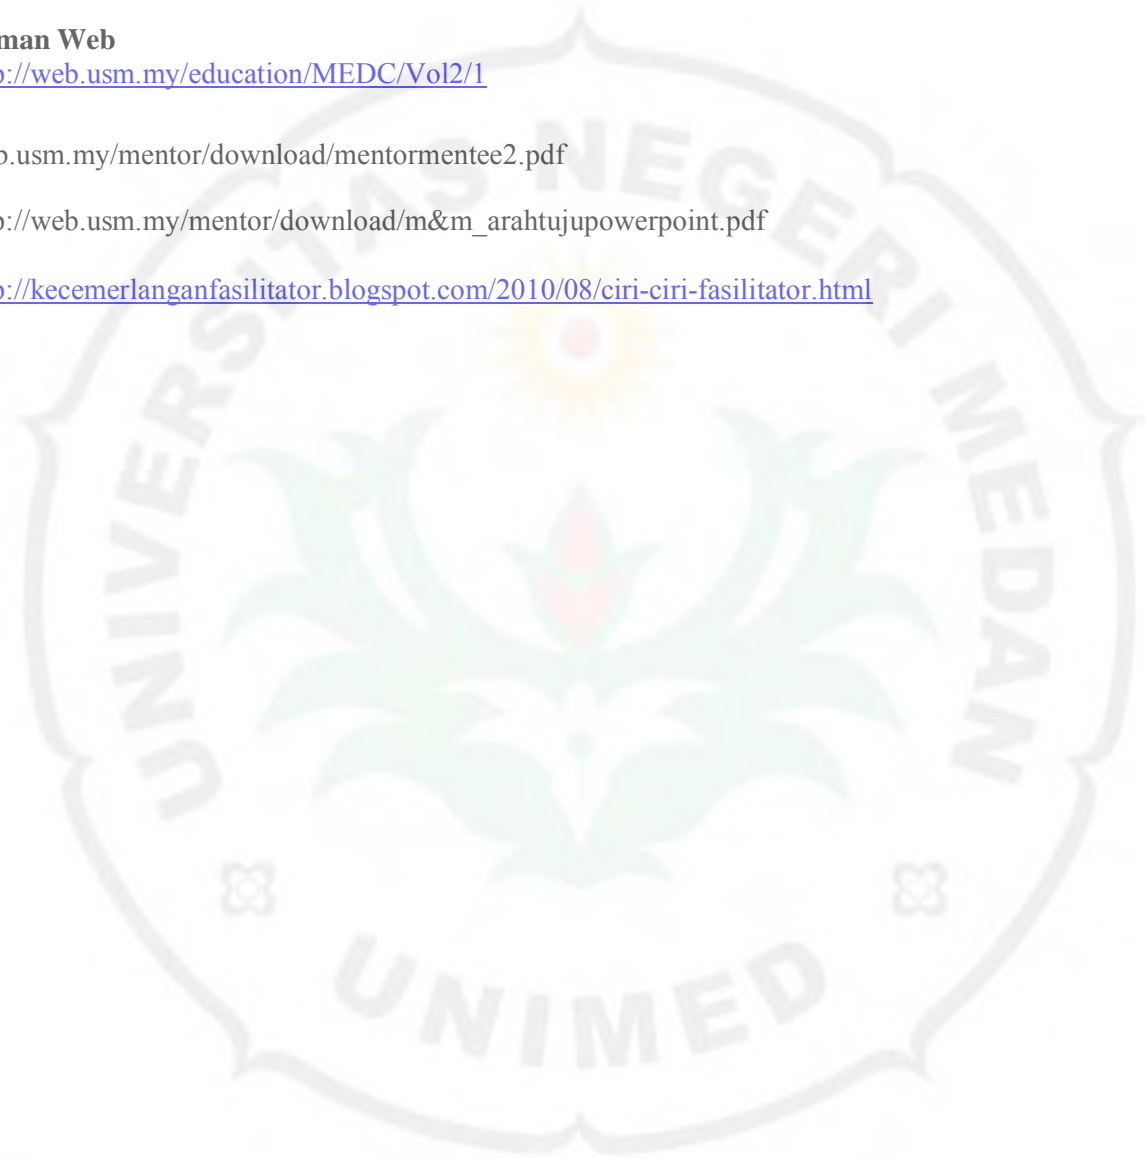 man Web
p://web.usm.my/education/MEDC/Vol2/1
b.usm.my/mentor/download/mentormentee2.pdf
p://web.usm.my/mentor/download/m&m_arahtujupowerpoint.pdf
p://kecemerlanganfasilitator.blogspot.com/2010/08/ciri-ciri-fasilitator.html
UNIVERSITAS NEGERI MEDAN
UNIMED